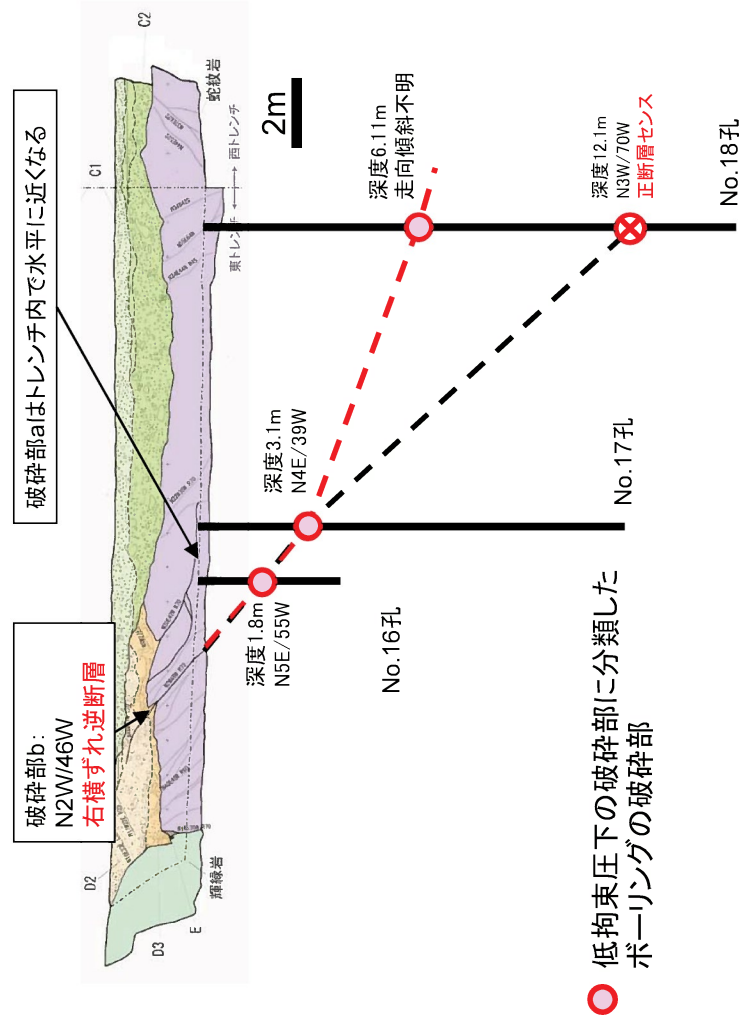 破砕部b:
N2W/46W
右横ずれ逆断層
破砕部aはトレンチ内で水平に近くなる
D2
D3
E
輝緑岩
C1
C2
蛇紋岩
東トレンチ
西トレンチ
2m
深度1.8m
N5E/55W
No.16孔
深度3.1m
N4E/39W
No.17孔
深度6.11m
走向傾斜不明
深度12.1m
N3W/70W
正断層センス
No.18孔
低拘束圧下の破砕部に分類した
ボーリングの破砕部